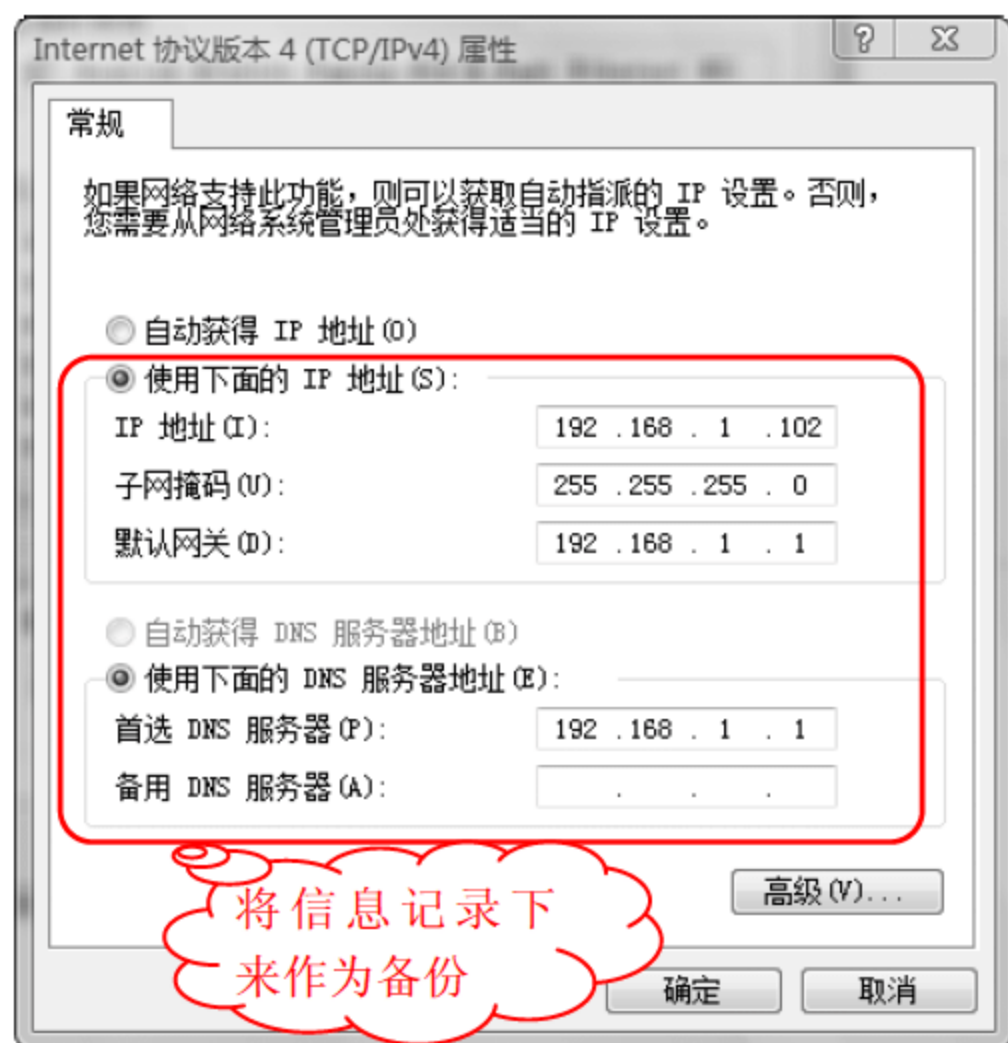 Internet 协议版本 4 (TCP/IPv4) 属性
常规
如果网络支持此功能，则可以获取自动指派的 IP 设置。否则，
您需要从网络系统管理员处获得适当的 IP 设置。
自动获得 IP 地址(O)
使用下面的 IP 地址(S):
IP 地址(I): 192 .168 . 1 .102
子网掩码(U): 255 .255 .255 . 0
默认网关(D): 192 .168 . 1 . 1
自动获得 DNS 服务器地址(B)
使用下面的 DNS 服务器地址(E):
首选 DNS 服务器(P): 192 .168 . 1 . 1
备用 DNS 服务器(A): . . .
将信息记录下
来作为备份
高级(V)...
确定 取消